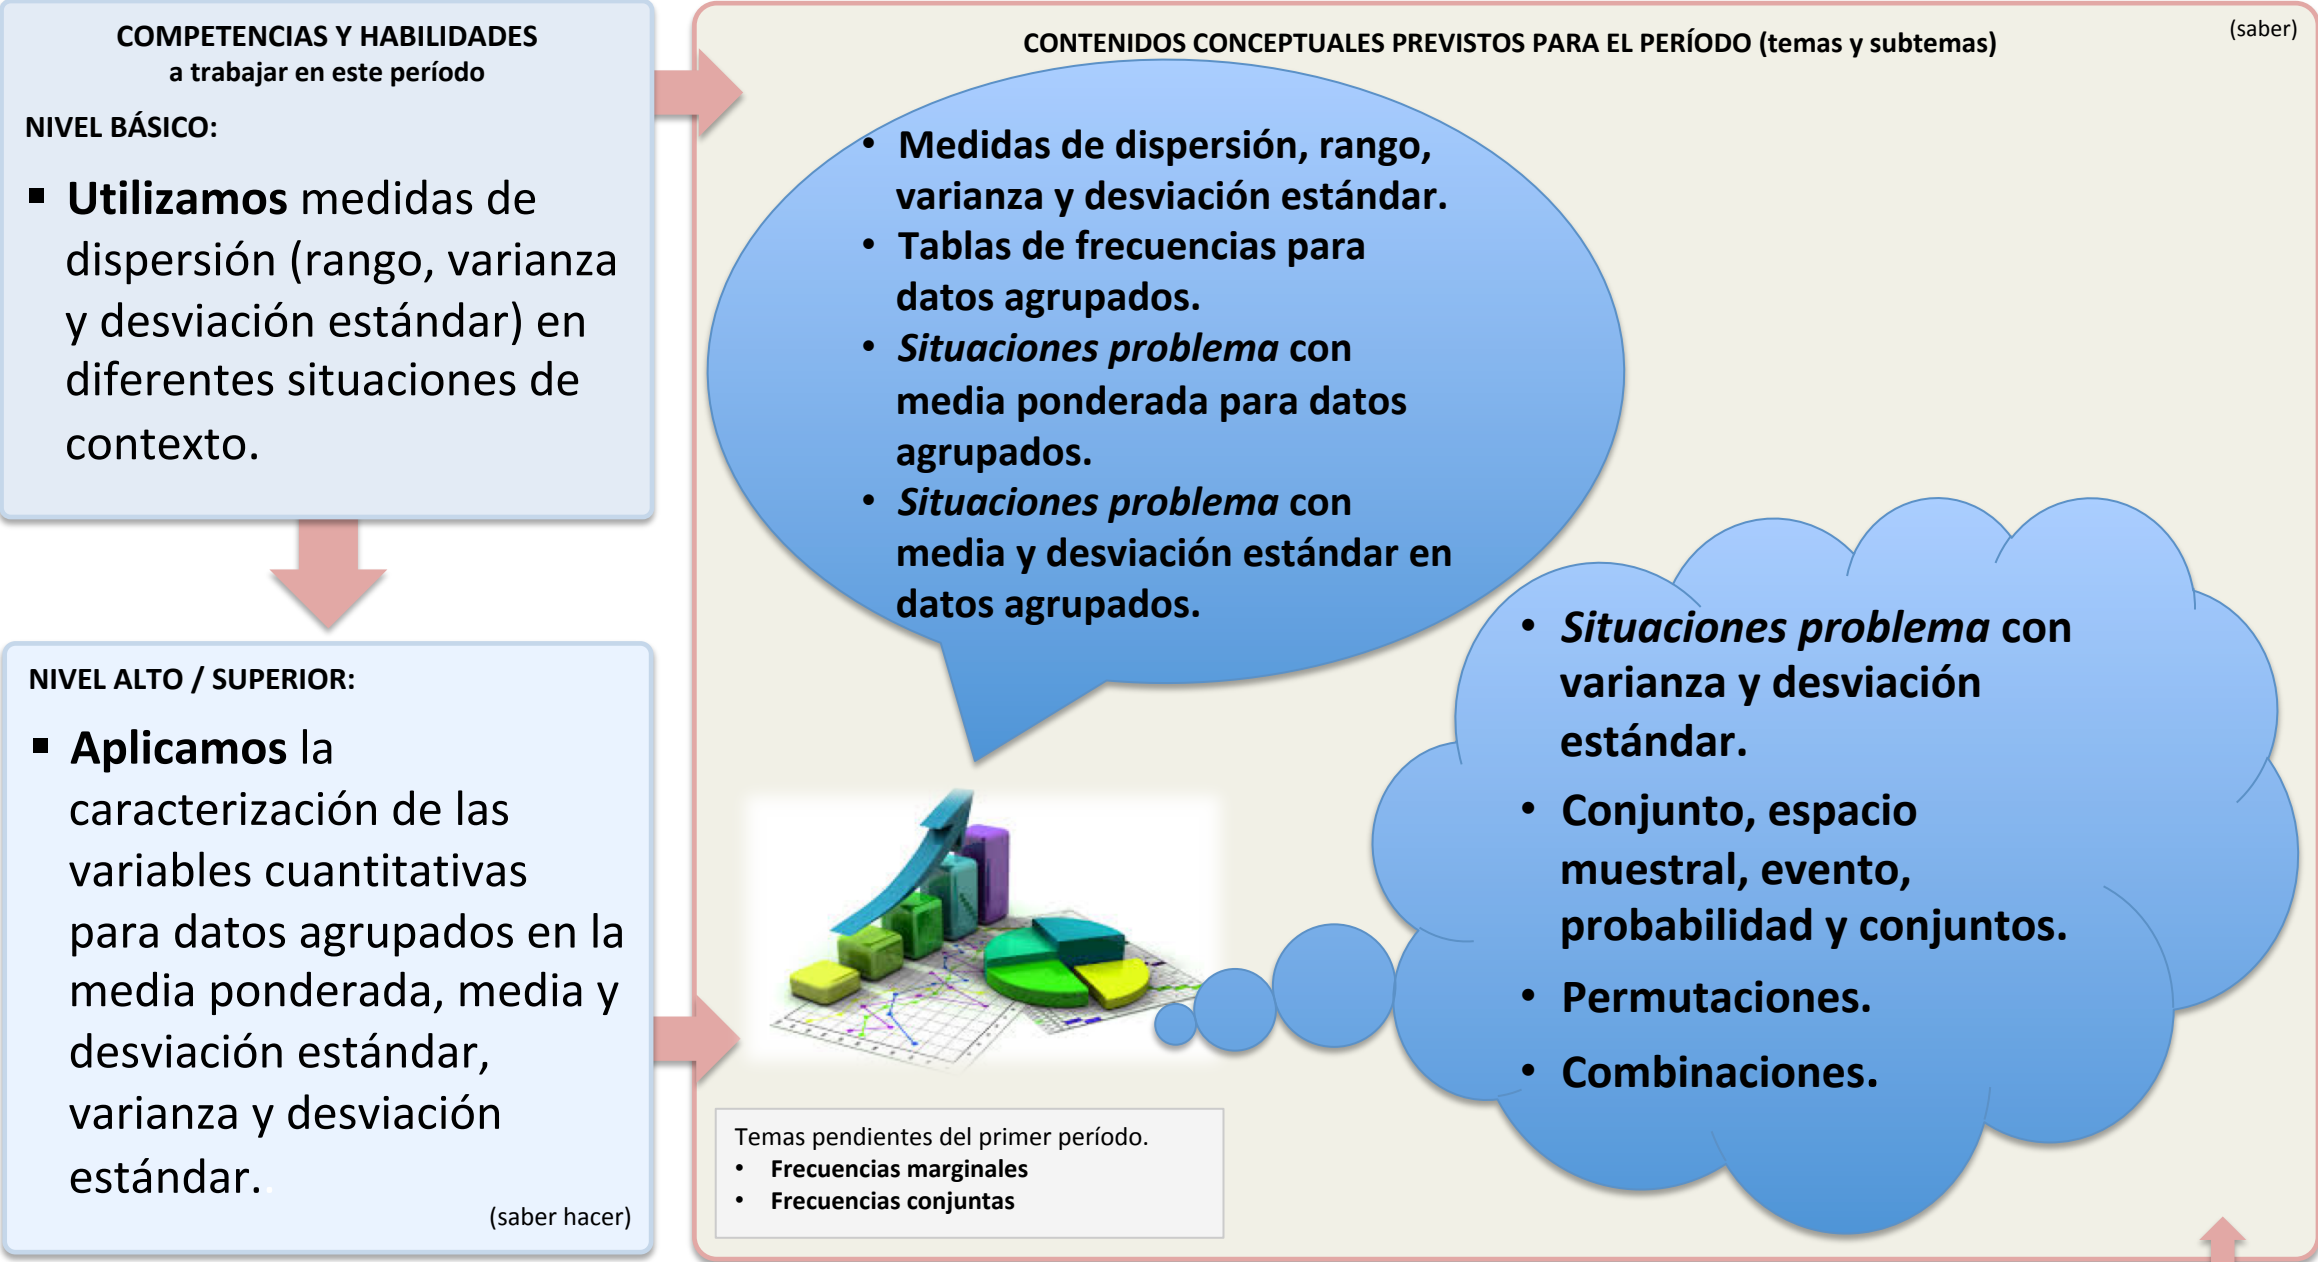 COMPETENCIAS Y HABILIDADES
a trabajar en este período
NIVEL BÁSICO:
▪ Utilizamos medidas de
dispersión (rango, varianza
y desviación estándar) en
diferentes situaciones de
contexto.
NIVEL ALTO / SUPERIOR:
▪ Aplicamos la
caracterización de las
variables cuantitativas
para datos agrupados en la
media ponderada, media y
desviación estándar,
varianza y desviación
estándar..
(saber hacer)
(saber)
CONTENIDOS CONCEPTUALES PREVISTOS PARA EL PERÍODO (temas y subtemas)
• Medidas de dispersión, rango,
varianza y desviación estándar.
• Tablas de frecuencias para
datos agrupados.
• Situaciones problema con
media ponderada para datos
agrupados.
• Situaciones problema con
media y desviación estándar en
datos agrupados.
• Situaciones problema con
varianza y desviación
estándar.
• Conjunto, espacio
muestral, evento,
probabilidad y conjuntos.
• Permutaciones.
• Combinaciones.
Temas pendientes del primer período.
• Frecuencias marginales
• Frecuencias conjuntas